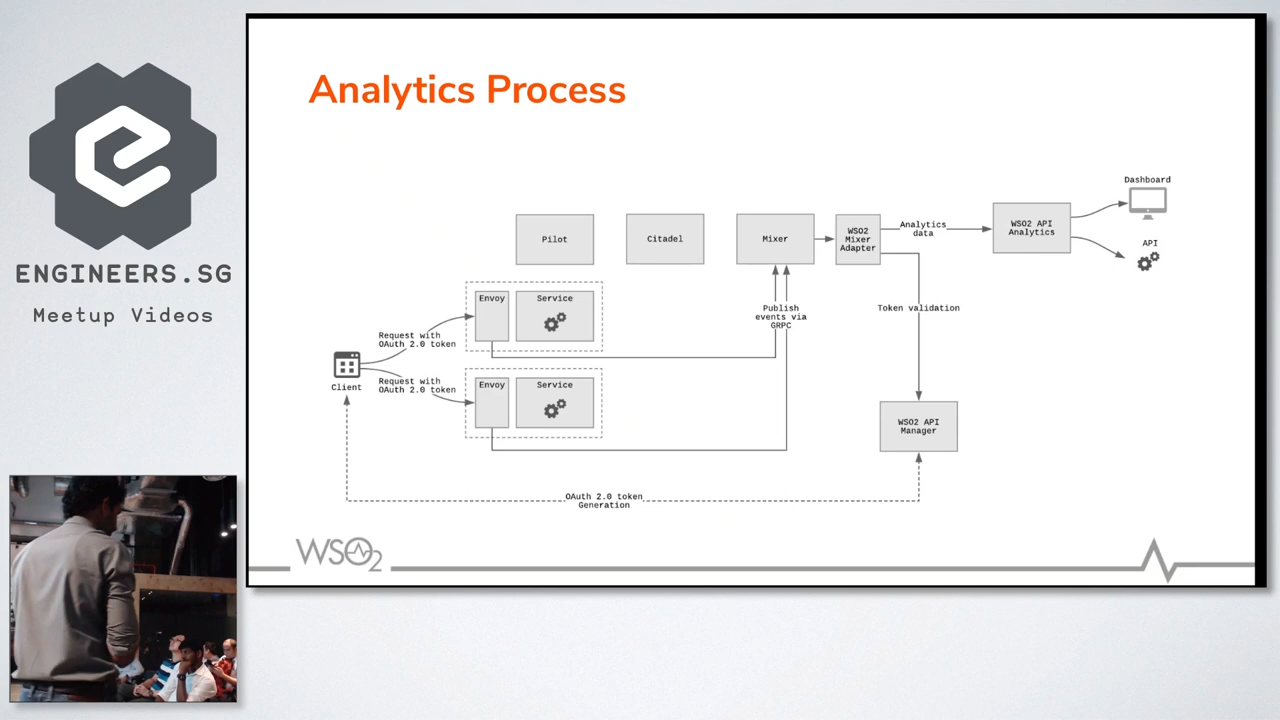 ENGINEERS.SG
Meetup Videos
Analytics Process
Dashboard
Pilot
Citadel
Mixer
WSO2
Mixer
Adapter
Analytics
data
WSO2 API
Analytics
API
Envoy
Service
Publish
events via
GRPC
Token validation
Request with
OAuth 2.0 token
Client
Request with
OAuth 2.0 token
Envoy
Service
WSO2 API
Manager
OAuth 2.0 token
Generation
WSO2